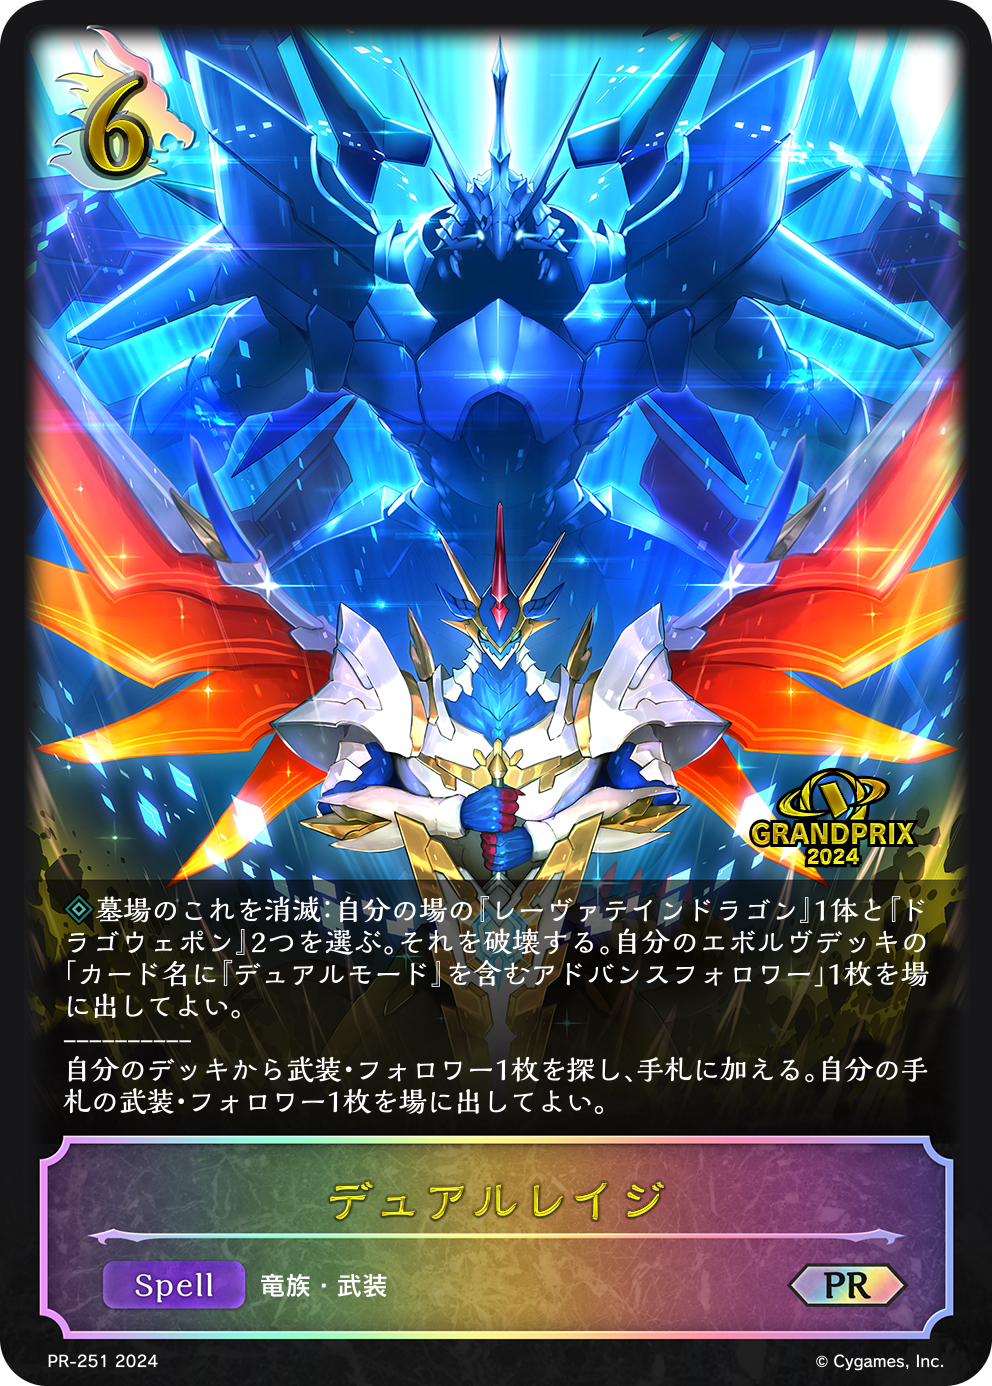 6
GRANDPRIX
2024
墓場のこれを消滅：自分の場の『レーヴァテインドラゴン』1体と『ド
ラゴウェポン』2つを選ぶ。それを破壊する。自分のエボルヴデッキの
「カード名に『デュアルモード』を含むアドバンスフォロワー」1枚を場
に出してよい。
----------
自分のデッキから武装・フォロワー1枚を探し、手札に加える。自分の手
札の武装・フォロワー1枚を場に出してよい。
デュアルレイジ
Spell 竜族・武装 PR
PR-251 2024 © Cygames, Inc.